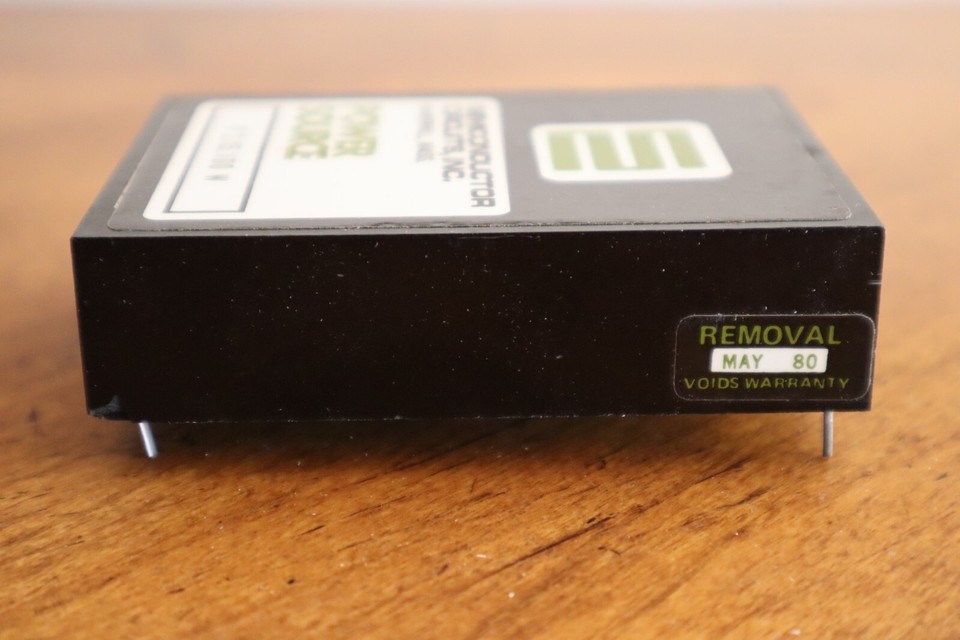 SEMICONDUCTOR
CIRCUITS, INC.
POWER
SOURCE
REMOVAL
MAY 80
VOIDS WARRANTY